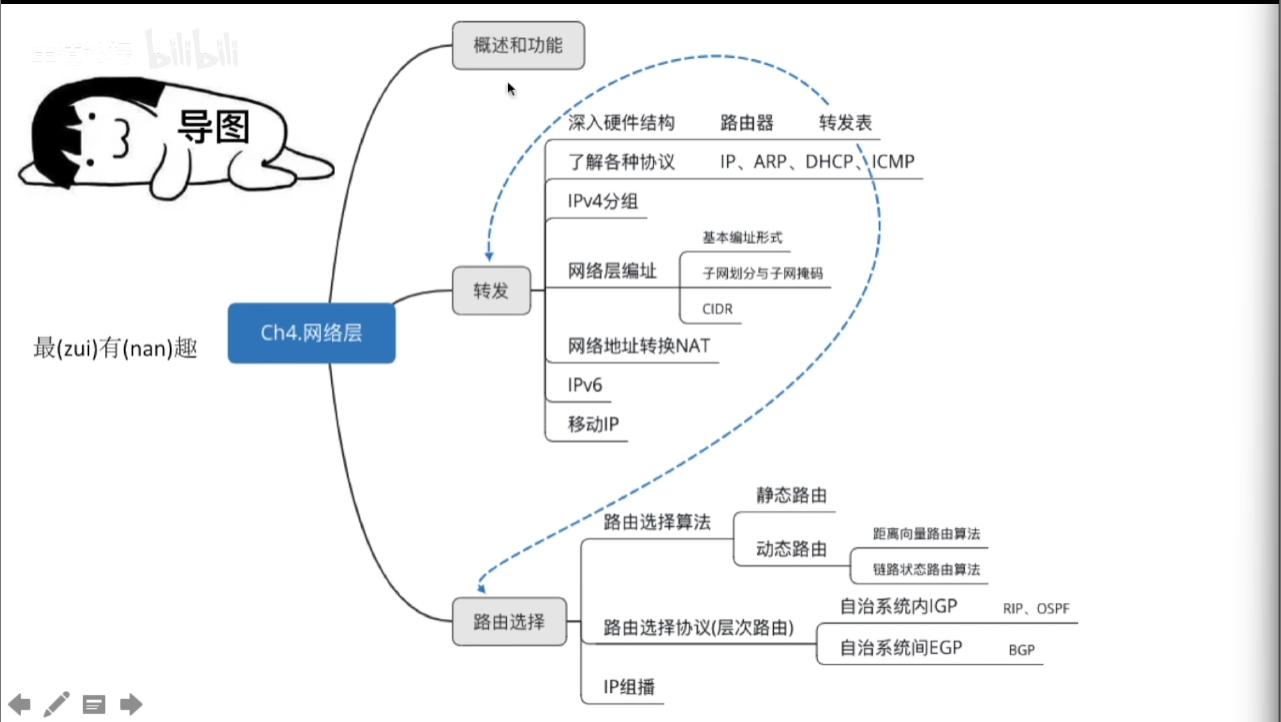 bilibili
概述和功能
导图
深入硬件结构 路由器 转发表
了解各种协议 IP、ARP、DHCP、ICMP
IPv4分组
基本编址形式
网络层编址
子网划分与子网掩码
CIDR
转发
Ch4.网络层
最(zui)有(nan)趣
网络地址转换NAT
IPv6
移动IP
静态路由
路由选择算法
动态路由
距离向量路由算法
链路状态路由算法
路由选择
自治系统内IGP RIP、OSPF
路由选择协议(层次路由)
自治系统间EGP BGP
IP组播